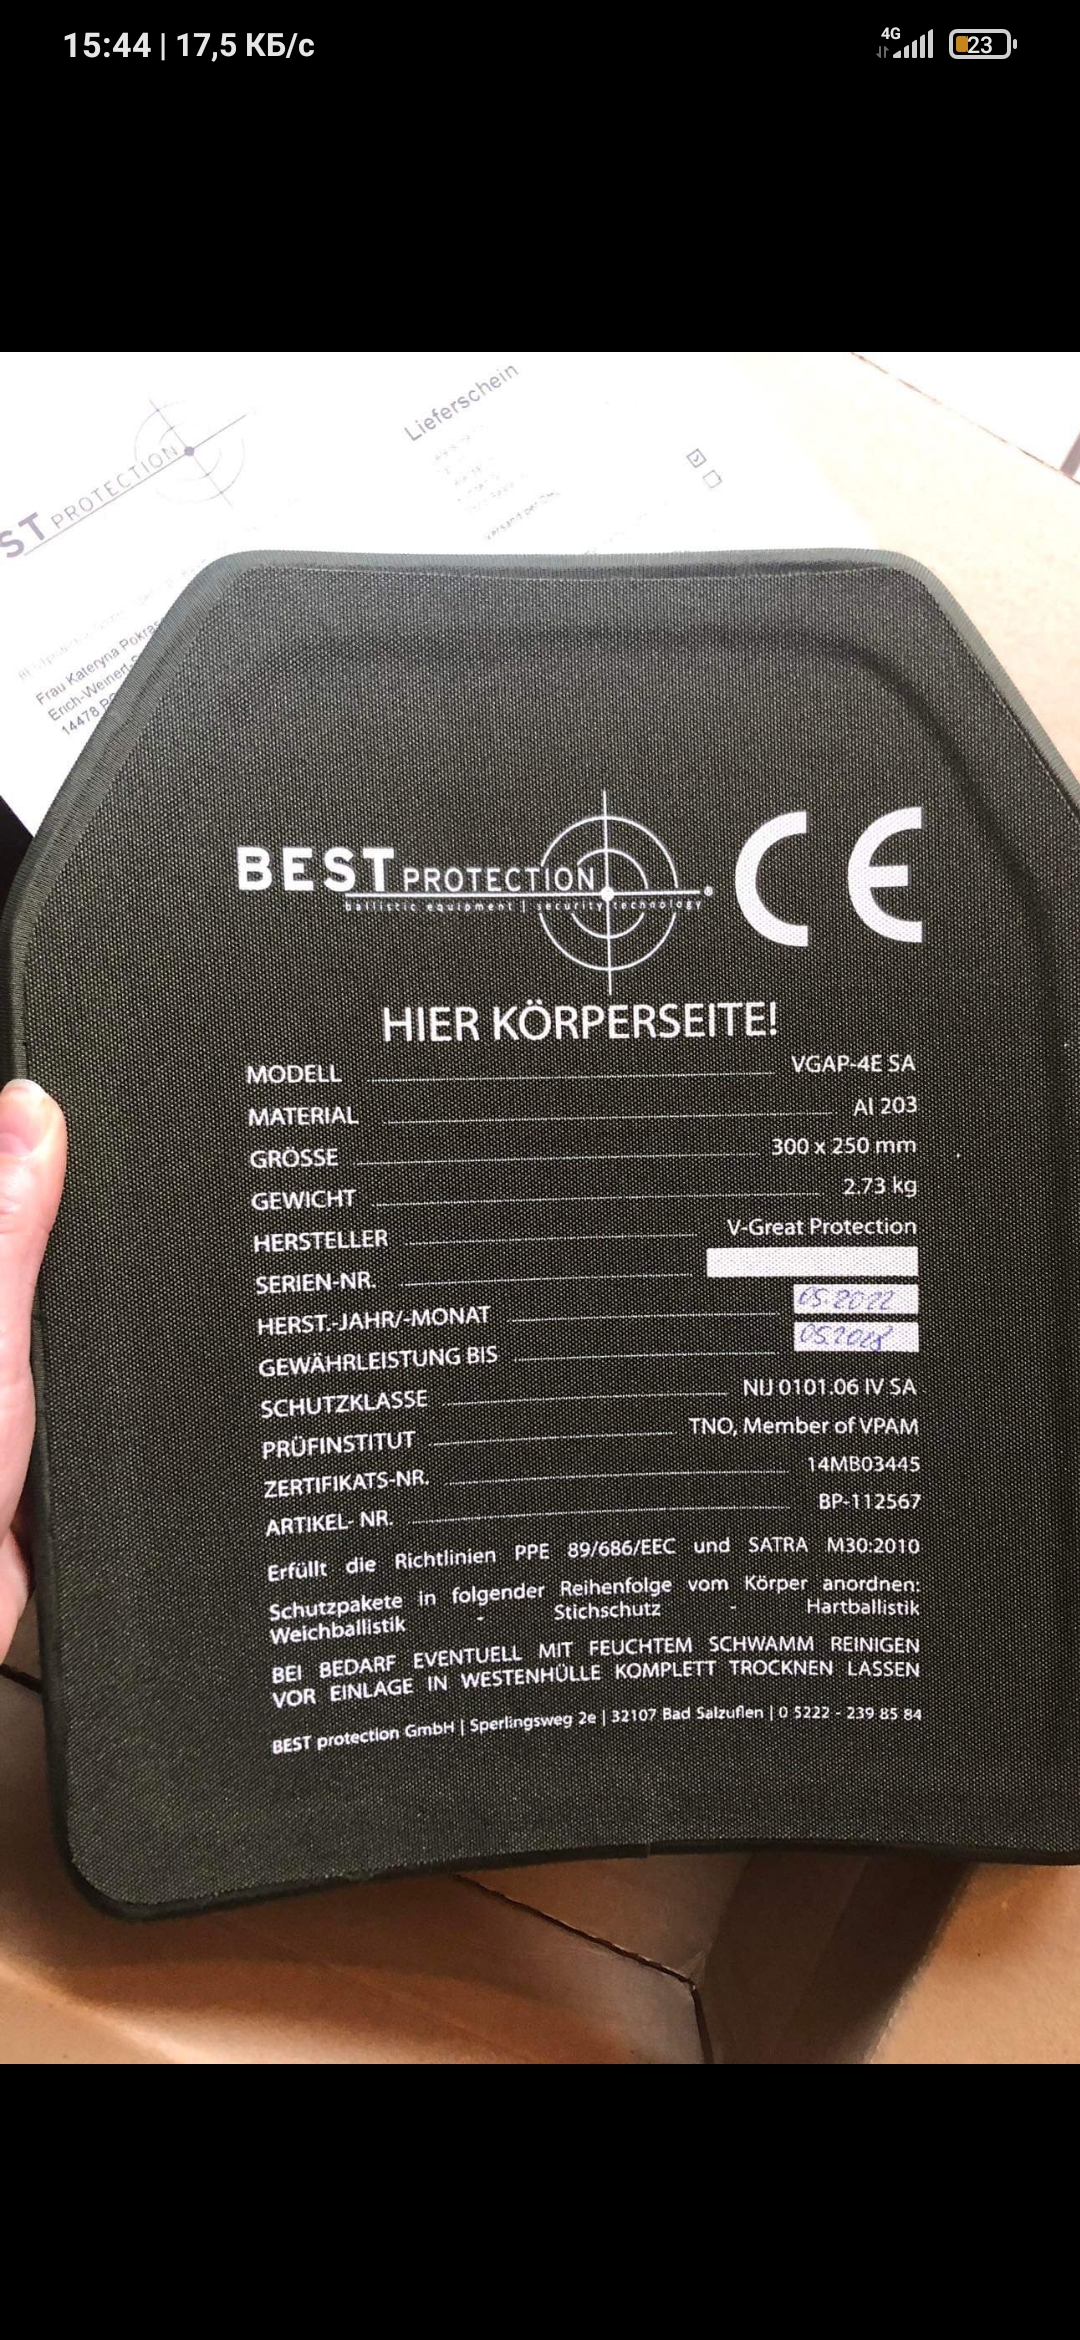 15:44 | 17,5 КБ/с
4G
23
Lieferschein
ST PROTECTION
Frau Kateryna
Erich-Weinert-
14478
BEST PROTECTION
ballistic equipment | security technology
CE
HIER KÖRPERSEITE!
MODELL VGAP-4E SA
MATERIAL Al 203
GRÖSSE 300 x 250 mm
GEWICHT 2.73 kg
HERSTELLER V-Great Protection
SERIEN-NR.
HERST.-JAHR/-MONAT 05.2022
GEWÄHRLEISTUNG BIS 05.2028
SCHUTZKLASSE NIJ 0101.06 IV SA
PRÜFINSTITUT TNO, Member of VPAM
ZERTIFIKATS-NR. 14MB03445
ARTIKEL- NR. BP-112567
Erfüllt die Richtlinien PPE 89/686/EEC und SATRA M30:2010
Schutzpakete in folgender Reihenfolge vom Körper anordnen:
Weichballistik - Stichschutz - Hartballistik
BEI BEDARF EVENTUELL MIT FEUCHTEM SCHWAMM REINIGEN
VOR EINLAGE IN WESTENHÜLLE KOMPLETT TROCKNEN LASSEN
BEST protection GmbH | Sperlingsweg 2e | 32107 Bad Salzuflen | 0 5222 - 239 85 84